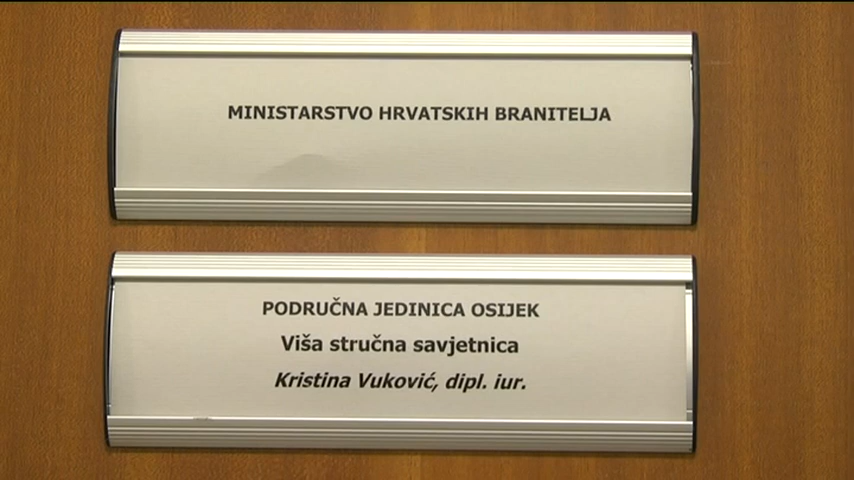 MINISTARSTVO HRVATSKIH BRANITELJA
PODRUČNA JEDINICA OSIJEK
Viša stručna savjetnica
Kristina Vuković, dipl. iur.